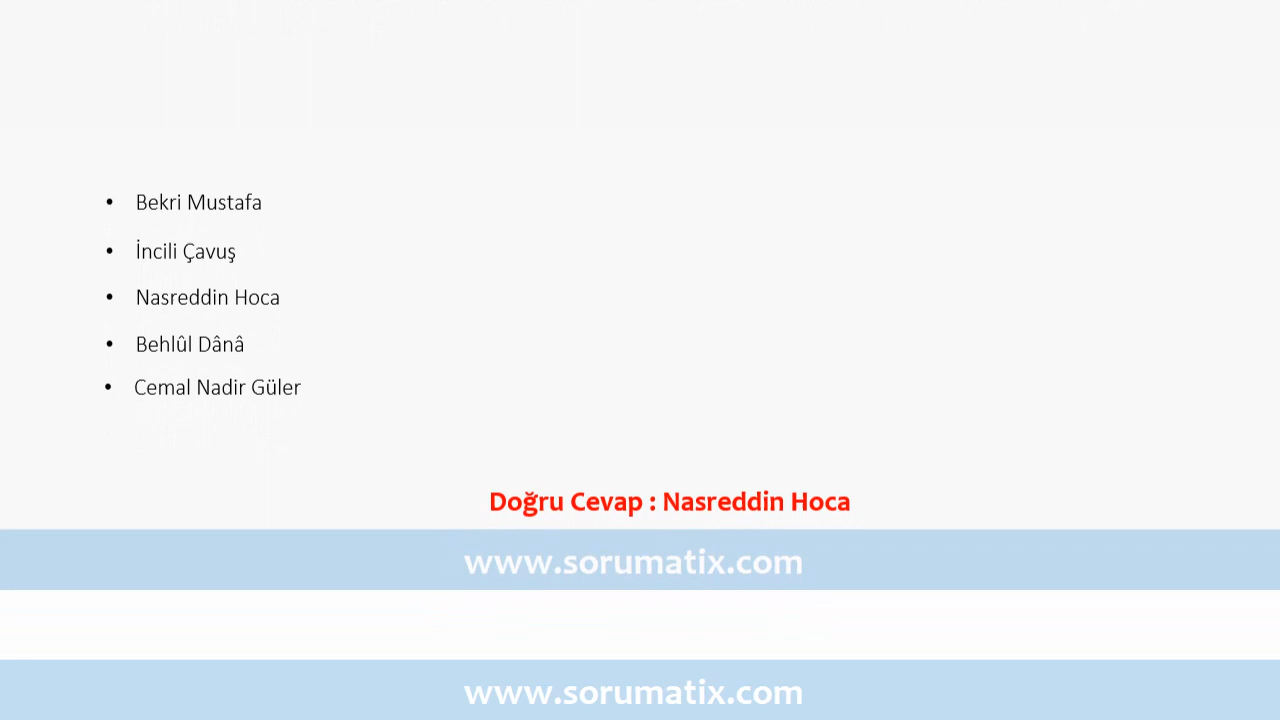 • Bekri Mustafa
• İncili Çavuş
• Nasreddin Hoca
• Behlûl Dânâ
• Cemal Nadir Güler
Doğru Cevap : Nasreddin Hoca
www.sorumatix.com
www.sorumatix.com